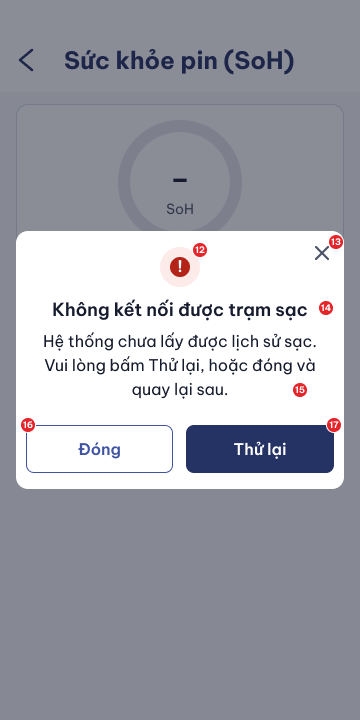 Sức khỏe pin (SoH)
–
SoH
12
13
!
Không kết nối được trạm sạc
14
Hệ thống chưa lấy được lịch sử sạc.
Vui lòng bấm Thử lại, hoặc đóng và
quay lại sau.
15
16
17
Đóng
Thử lại